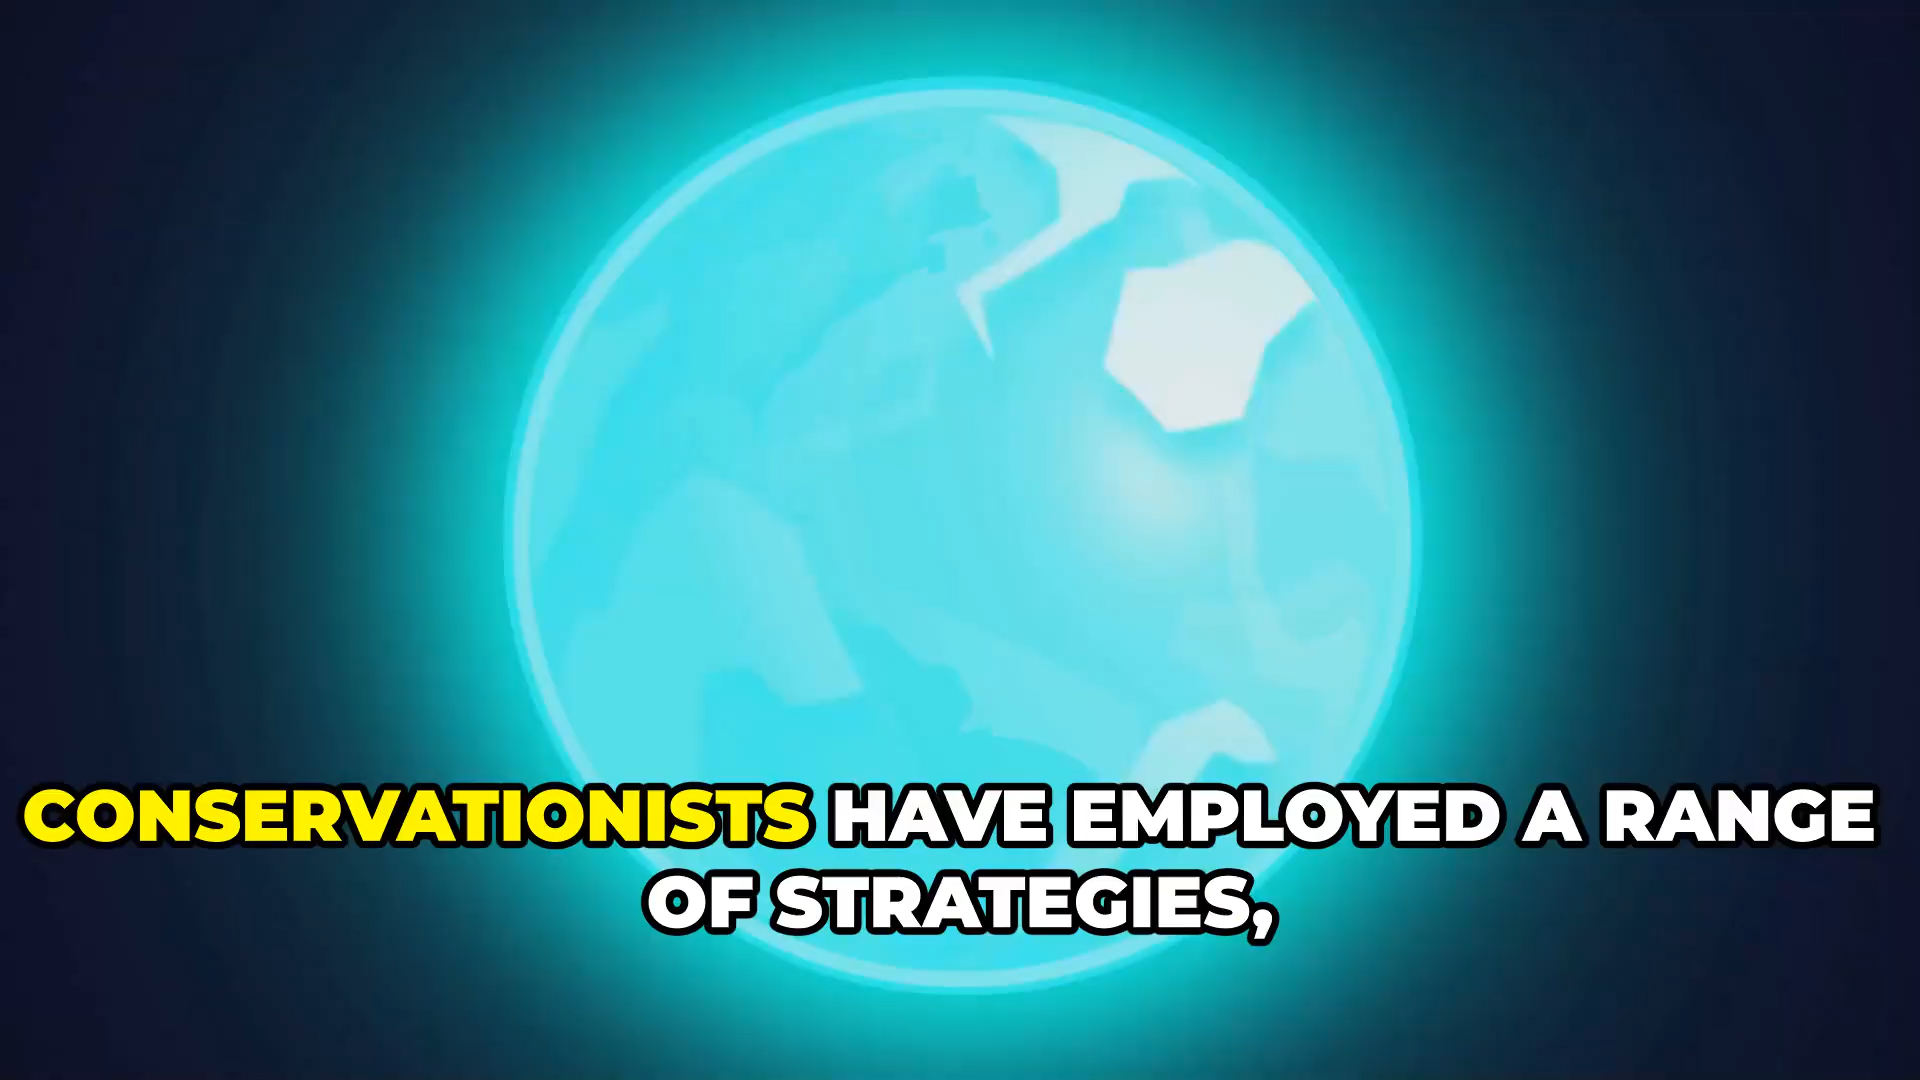 CONSERVATIONISTS HAVE EMPLOYED A RANGE
OF STRATEGIES,